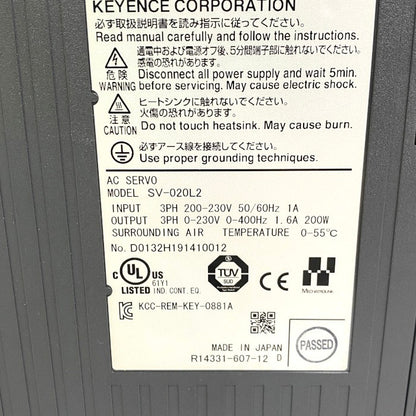 KEYENCE CORPORATION
必ず取扱説明書を読み指示に従って下さい。
Read manual carefully and follow the instructions.
通電中および電源オフ後、5分間端子部に触れないでください。
感電の恐れがあります。
危険
WARNING
Disconnect all power supply and wait 5min.
before servicing. May cause electric shock.
ヒートシンクに触れないでください。
火傷の恐れがあります。
注意
CAUTION
Do not touch heatsink. May cause burn.
必ずアース線を接続してください。
Use proper grounding techniques.
AC SERVO
MODEL SV-020L2
INPUT 3PH 200-230V 50/60Hz 1A
OUTPUT 3PH 0-230V 0-400Hz 1.6A 200W
SURROUNDING AIR TEMPERATURE 0-55℃
No. D0132H191410012
C UL US
LISTED 61Y1 IND. CONT. EQ.
TÜV
SÜD
MECHATROLINK
KCC-REM-KEY-0881A
MADE IN JAPAN
R14331-607-12 D
PASSED